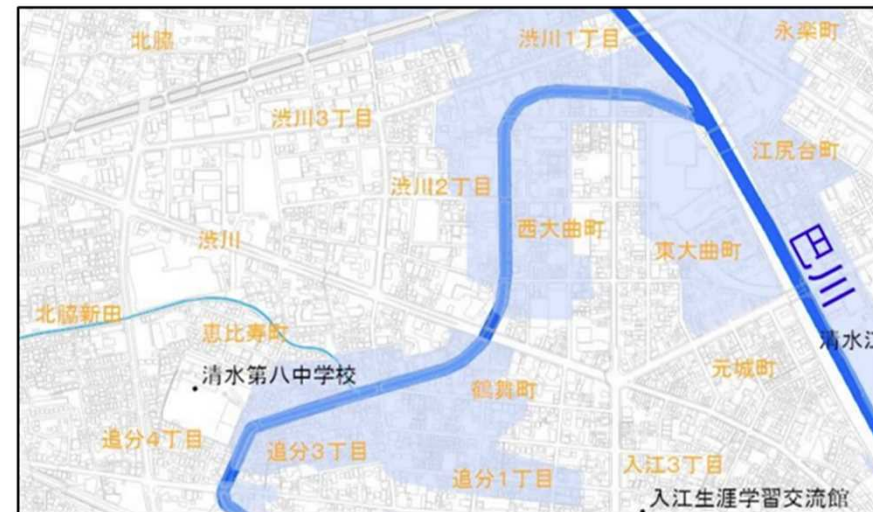 北脇
渋川1丁目
永楽町
渋川3丁目
江尻台町
渋川2丁目
西大曲町
渋川
東大曲町
巴川
北脇新田
恵比寿町
清水江
元城町
清水第八中学校
鶴舞町
追分4丁目
追分3丁目
追分1丁目
入江3丁目
入江生涯学習交流館